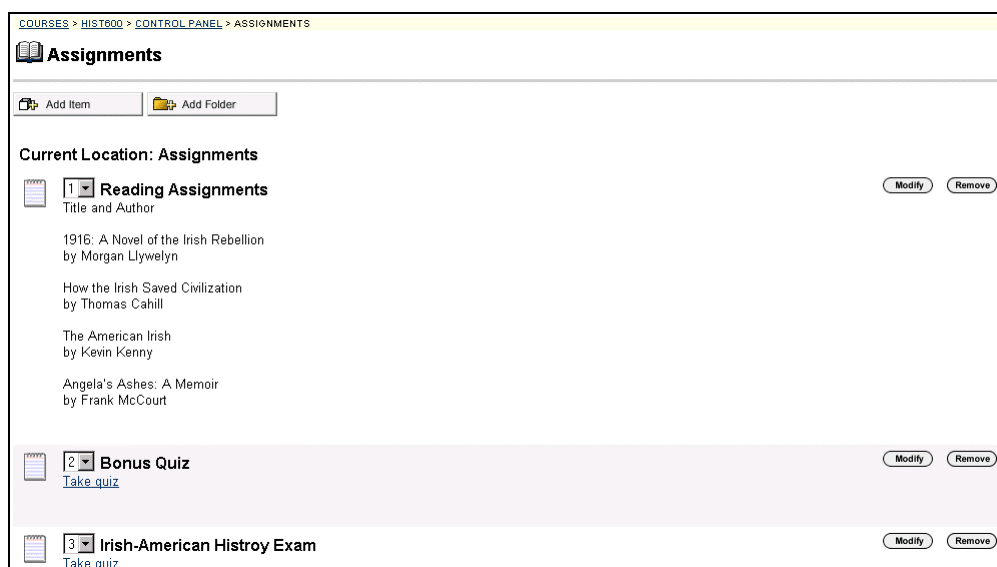 COURSES > HIST600 > CONTROL PANEL > ASSIGNMENTS
Assignments
Add Item Add Folder
Current Location: Assignments
1 Reading Assignments Modify Remove
Title and Author
1916: A Novel of the Irish Rebellion
by Morgan Llywelyn
How the Irish Saved Civilization
by Thomas Cahill
The American Irish
by Kevin Kenny
Angela's Ashes: A Memoir
by Frank McCourt
2 Bonus Quiz Modify Remove
Take quiz
3 Irish-American Histroy Exam Modify Remove
Take quiz